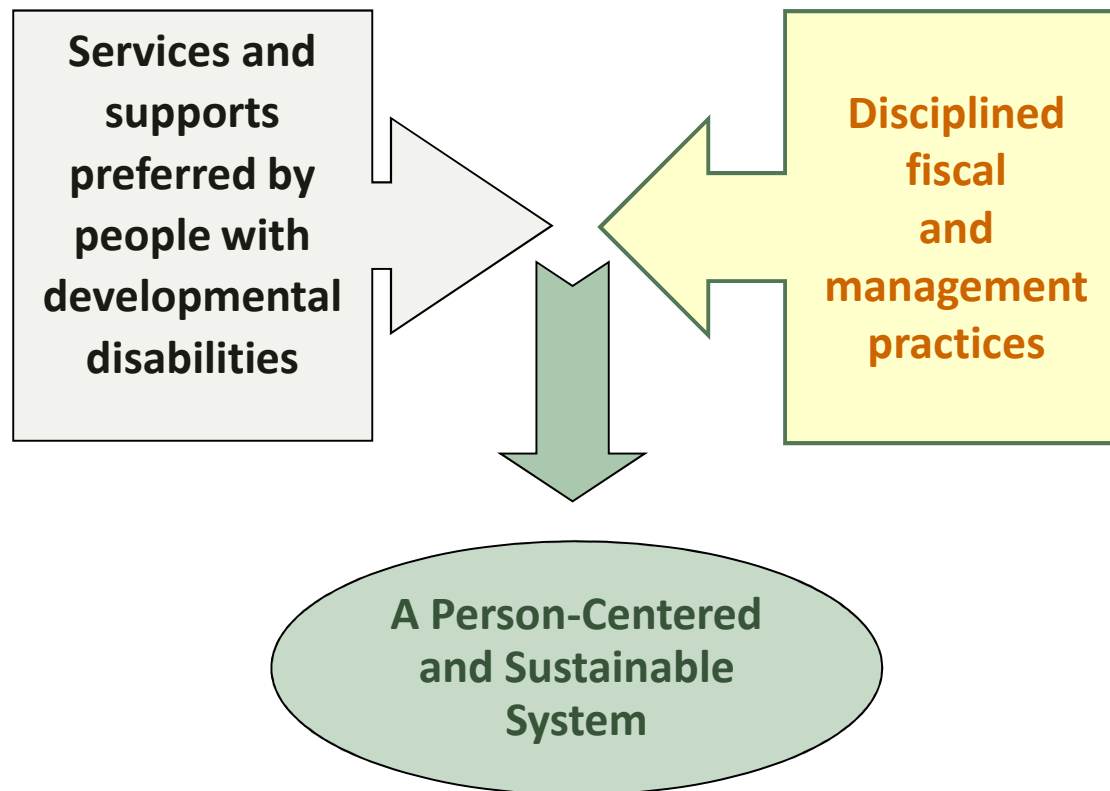 Services and
supports
preferred by
people with
developmental
disabilities
Disciplined
fiscal
and
management
practices
A Person-Centered
and Sustainable
System